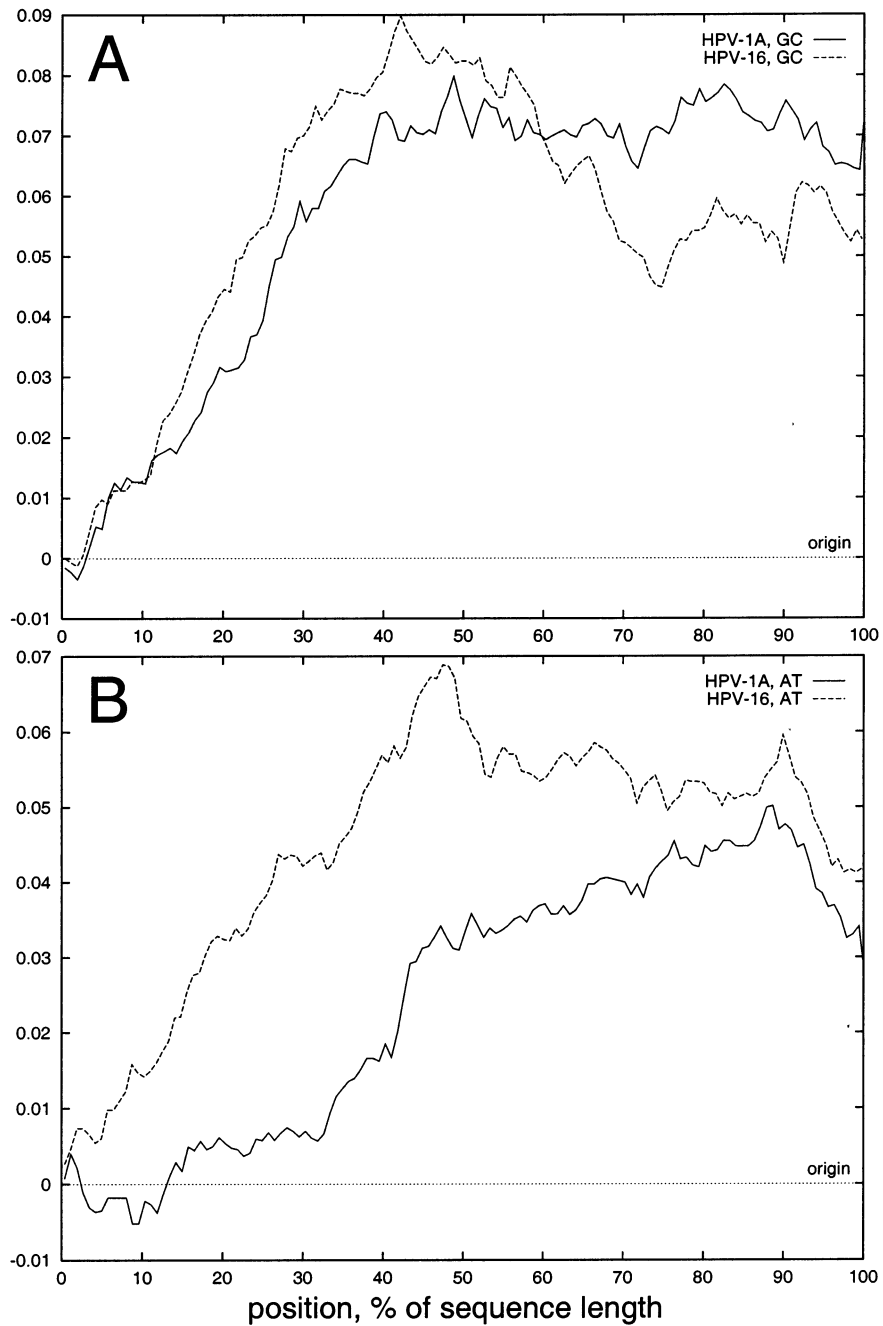 A
HPV-1A, GC
HPV-16, GC
0.09
0.08
0.07
0.06
0.05
0.04
0.03
0.02
0.01
0
-0.01
origin
0 10 20 30 40 50 60 70 80 90 100
B
HPV-1A, AT
HPV-16, AT
0.07
0.06
0.05
0.04
0.03
0.02
0.01
0
-0.01
origin
0 10 20 30 40 50 60 70 80 90 100
position, % of sequence length